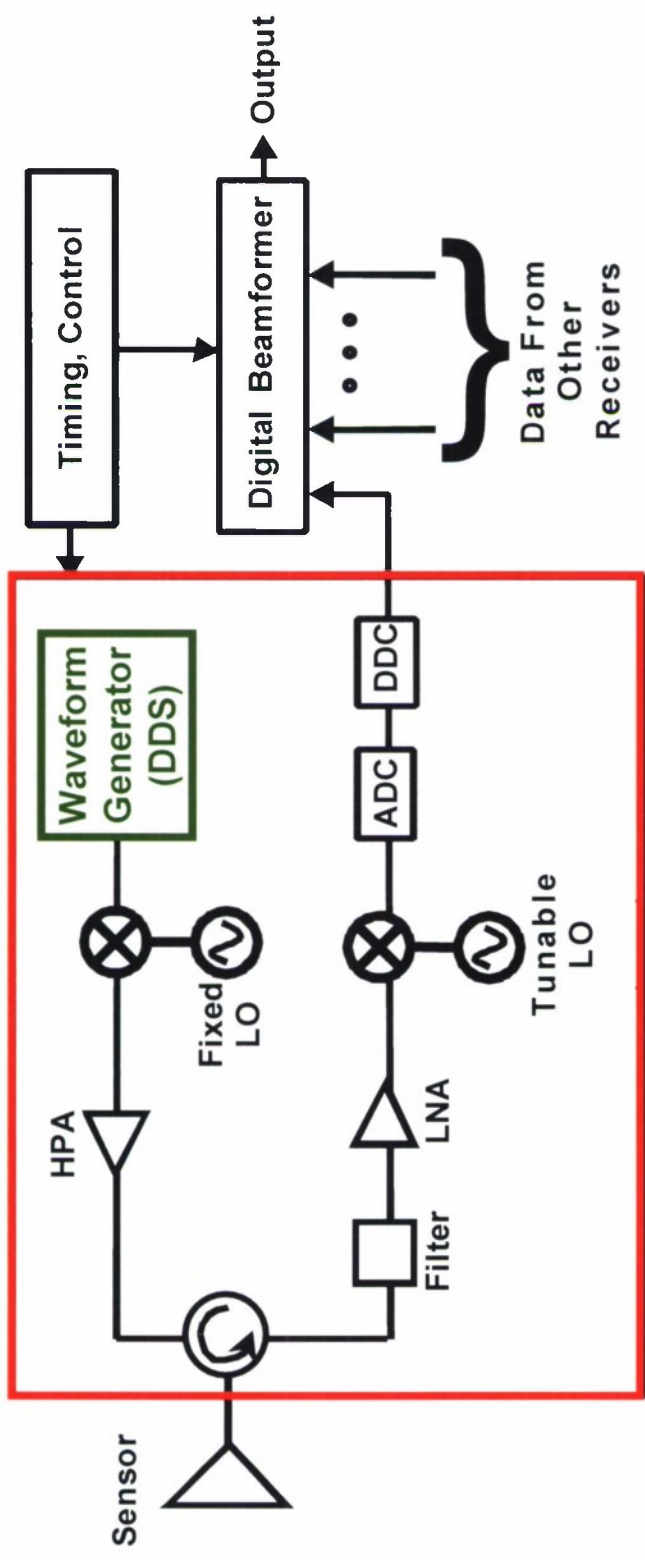 Sensor
HPA
Fixed
LO
Waveform
Generator
(DDS)
Timing, Control
Filter
LNA
Tunable
LO
ADC
DDC
Digital Beamformer
Output
Data From
Other
Receivers